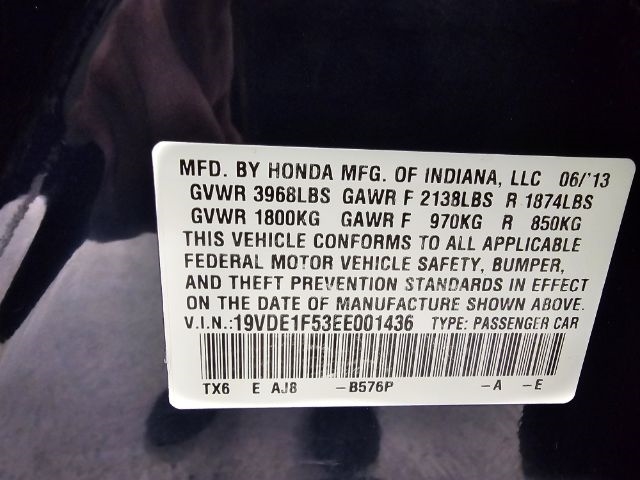 MFD. BY HONDA MFG. OF INDIANA, LLC 06/'13
GVWR 3968LBS GAWR F 2138LBS R 1874LBS
GVWR 1800KG GAWR F 970KG R 850KG
THIS VEHICLE CONFORMS TO ALL APPLICABLE
FEDERAL MOTOR VEHICLE SAFETY, BUMPER,
AND THEFT PREVENTION STANDARDS IN EFFECT
ON THE DATE OF MANUFACTURE SHOWN ABOVE.
V.I.N.:19VDE1F53EE001436 TYPE: PASSENGER CAR
TX6 E AJ8 -B576P -A -E